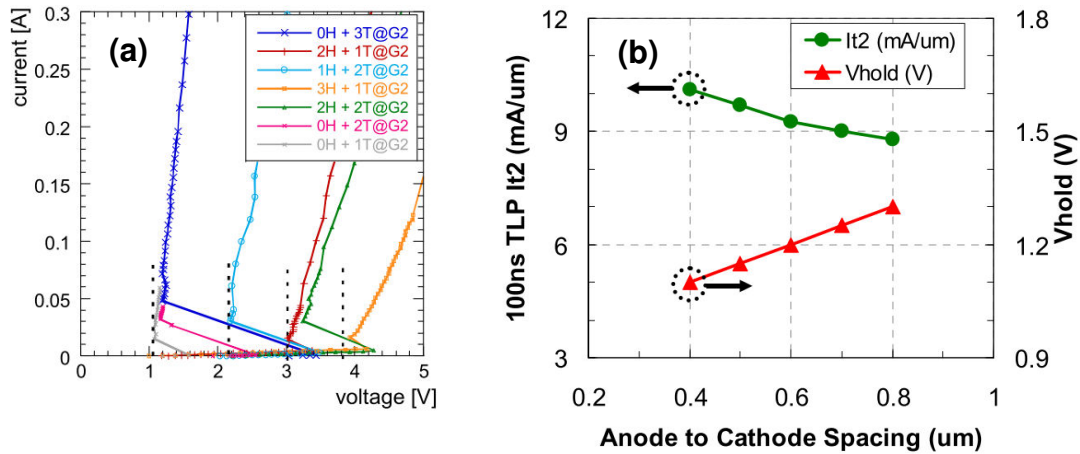 (a)
current [A]
0.3
0.25
0.2
0.15
0.1
0.05
0
0H + 3T@G2
2H + 1T@G2
1H + 2T@G2
3H + 1T@G2
2H + 2T@G2
0H + 2T@G2
0H + 1T@G2
0 1 2 3 4 5
voltage [V]
(b)
100ns TLP It2 (mA/um)
12
9
6
3
It2 (mA/um)
Vhold (V)
1.8
1.5
1.2
0.9
Vhold (V)
0.2 0.4 0.6 0.8 1
Anode to Cathode Spacing (um)